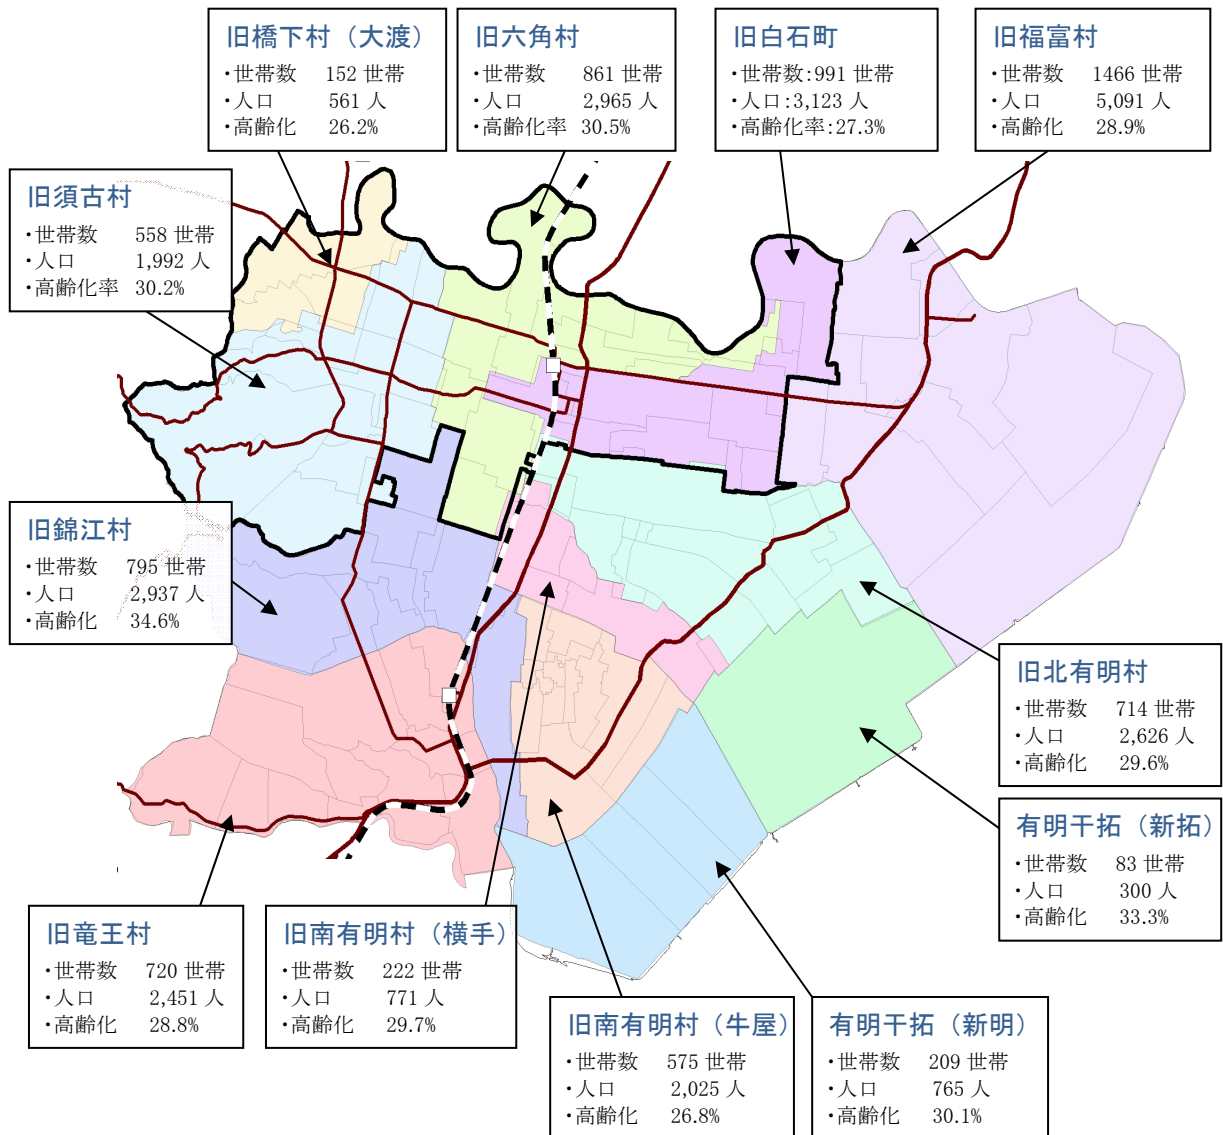 旧橋下村（大渡）
・世帯数 152 世帯
・人口 561 人
・高齢化 26.2%
旧六角村
・世帯数 861 世帯
・人口 2,965 人
・高齢化率 30.5%
旧白石町
・世帯数:991 世帯
・人口:3,123 人
・高齢化率:27.3%
旧福富村
・世帯数 1466 世帯
・人口 5,091 人
・高齢化 28.9%
旧須古村
・世帯数 558 世帯
・人口 1,992 人
・高齢化率 30.2%
旧錦江村
・世帯数 795 世帯
・人口 2,937 人
・高齢化 34.6%
旧北有明村
・世帯数 714 世帯
・人口 2,626 人
・高齢化 29.6%
有明干拓（新拓）
・世帯数 83 世帯
・人口 300 人
・高齢化 33.3%
旧竜王村
・世帯数 720 世帯
・人口 2,451 人
・高齢化 28.8%
旧南有明村（横手）
・世帯数 222 世帯
・人口 771 人
・高齢化 29.7%
旧南有明村（牛屋）
・世帯数 575 世帯
・人口 2,025 人
・高齢化 26.8%
有明干拓（新明）
・世帯数 209 世帯
・人口 765 人
・高齢化 30.1%